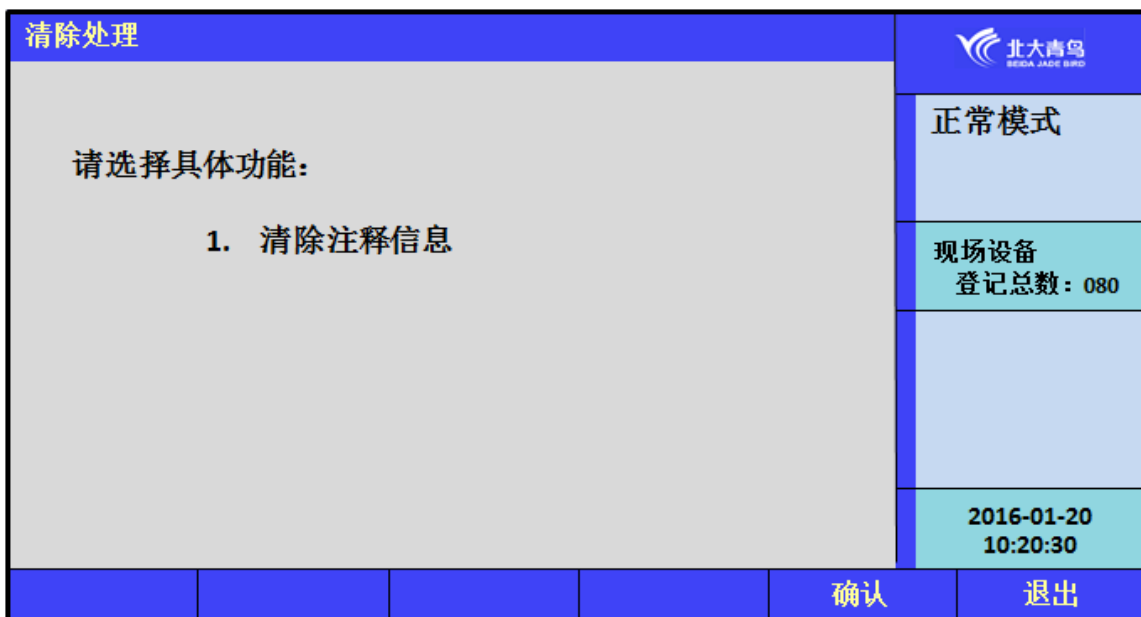 清除处理
北大青鸟
BEIDA JADE BIRD
正常模式
请选择具体功能：
1. 清除注释信息
现场设备
登记总数：080
2016-01-20
10:20:30
确认
退出